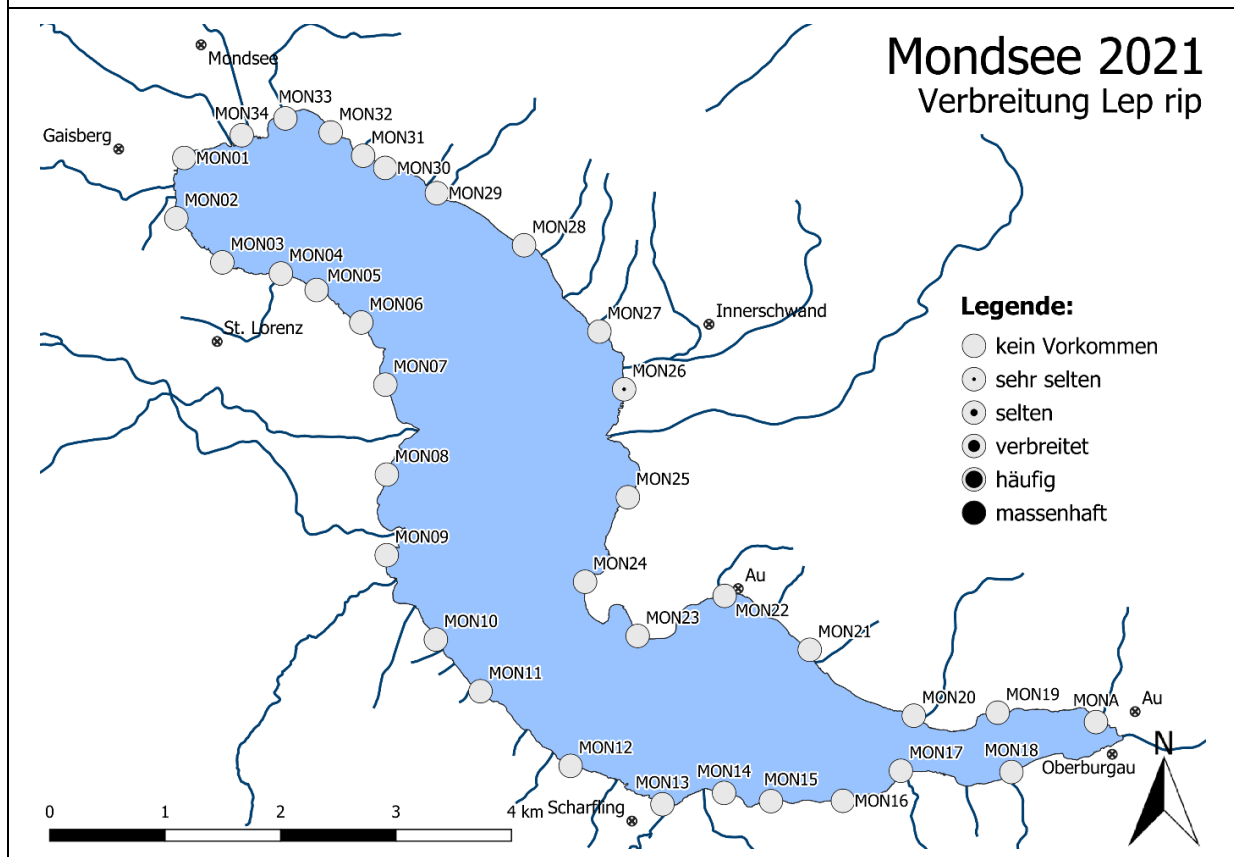 Mondsee 2021
Verbreitung Lep rip
Mondsee
MON33
MON34
MON32
MON31
Gaisberg
MON01
MON30
MON29
MON02
MON28
MON03
MON04
MON05
MON06
St. Lorenz
MON27
Innerschwand
MON07
MON26
MON08
MON25
MON09
MON24
Au
MON22
MON10
MON23
MON21
MON11
MON20
MON19
MONA
Au
MON12
MON17
MON18
Oberburgau
MON13
MON14
MON15
MON16
Scharfling
Legende:
kein Vorkommen
sehr selten
selten
verbreitet
häufig
massenhaft
N
0 1 2 3 4 km